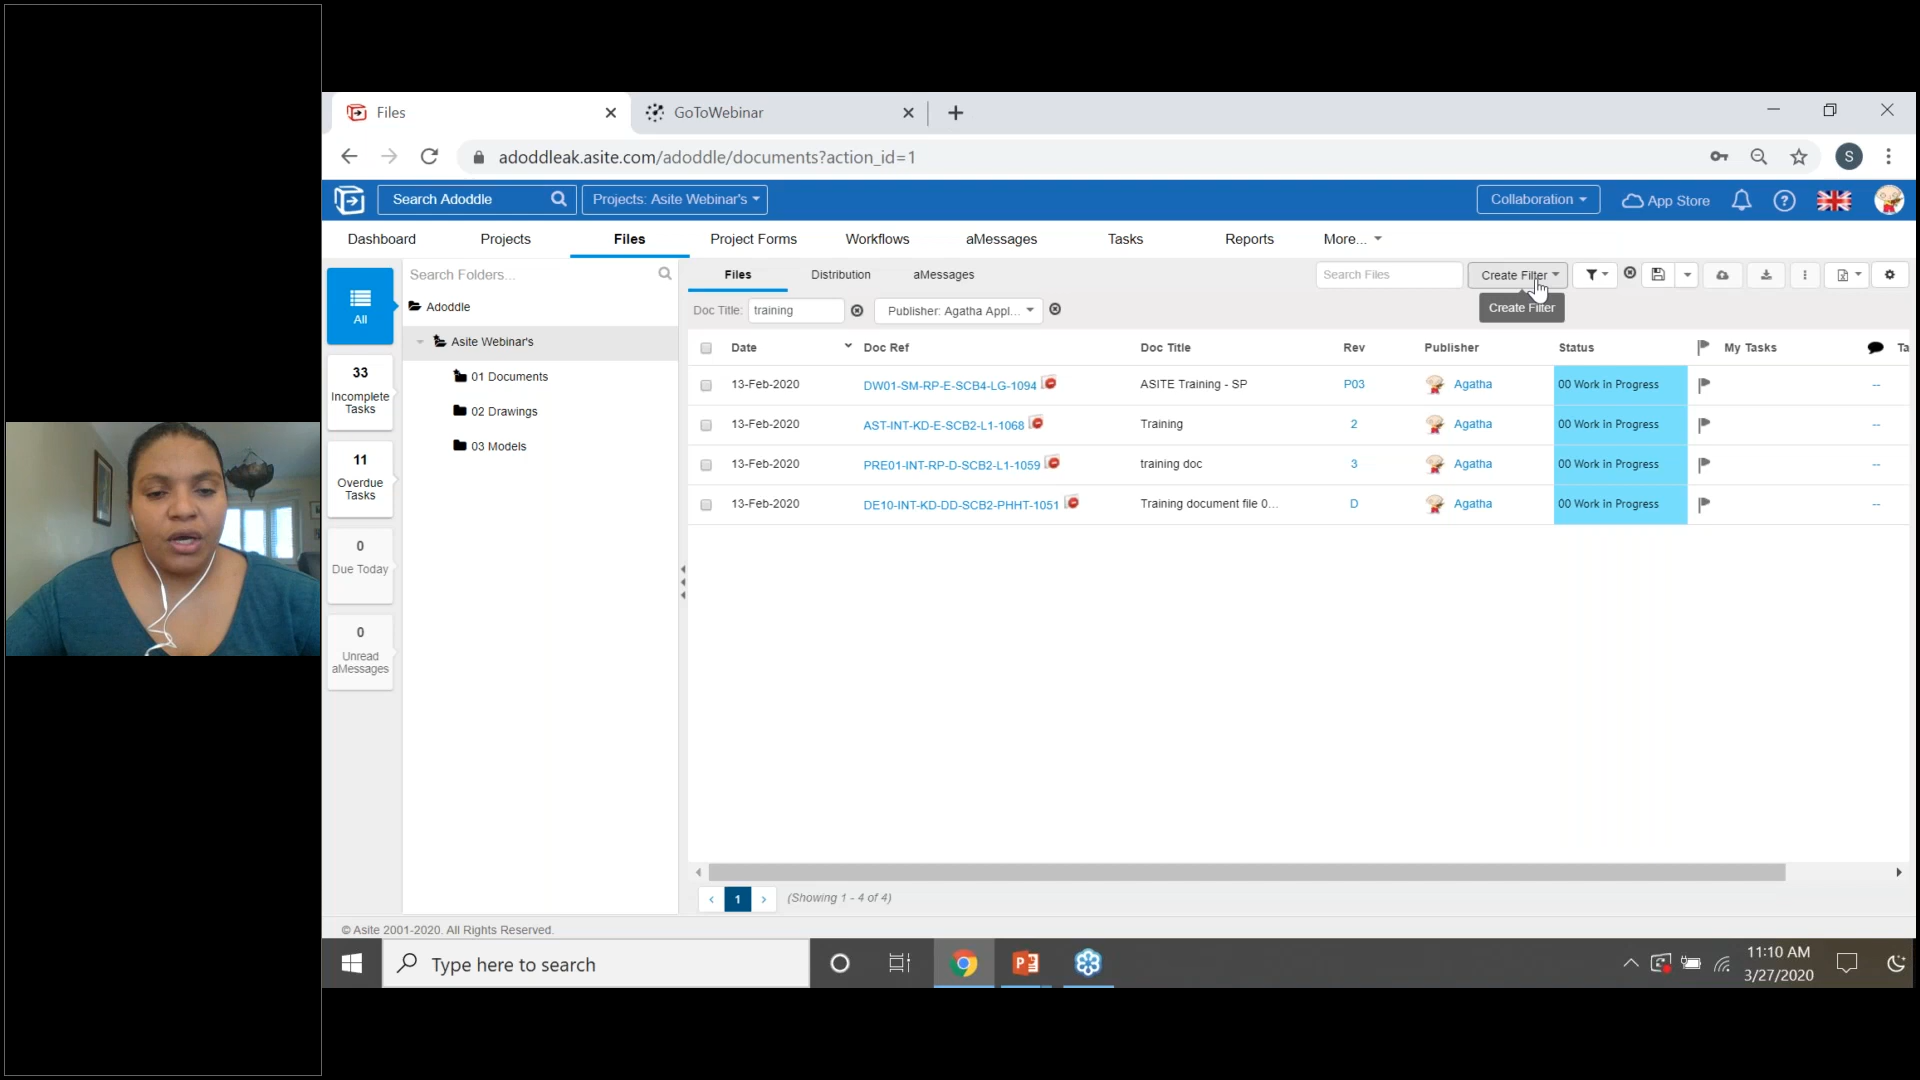 Files
GoToWebinar
adoddleak.asite.com/adoddle/documents?action_id=1
S
Search Adoddle
Projects: Asite Webinar's
Collaboration
App Store
Dashboard
Projects
Files
Project Forms
Workflows
aMessages
Tasks
Reports
More...
All
33
Incomplete
Tasks
11
Overdue
Tasks
0
Due Today
0
Unread
aMessages
Search Folders...
Adoddle
Asite Webinar's
01 Documents
02 Drawings
03 Models
Files
Distribution
aMessages
Search Files
Create Filter
Doc Title: training
Publisher: Agatha Appl...
Create Filter
Date Doc Ref Doc Title Rev Publisher Status My Tasks Ta
13-Feb-2020 DW01-SM-RP-E-SCB4-LG-1094 ASITE Training - SP P03 Agatha 00 Work in Progress --
13-Feb-2020 AST-INT-KD-E-SCB2-L1-1068 Training 2 Agatha 00 Work in Progress --
13-Feb-2020 PRE01-INT-RP-D-SCB2-L1-1059 training doc 3 Agatha 00 Work in Progress --
13-Feb-2020 DE10-INT-KD-DD-SCB2-PHHT-1051 Training document file 0... D Agatha 00 Work in Progress --
1 (Showing 1 - 4 of 4)
© Asite 2001-2020. All Rights Reserved.
Type here to search
11:10 AM
3/27/2020